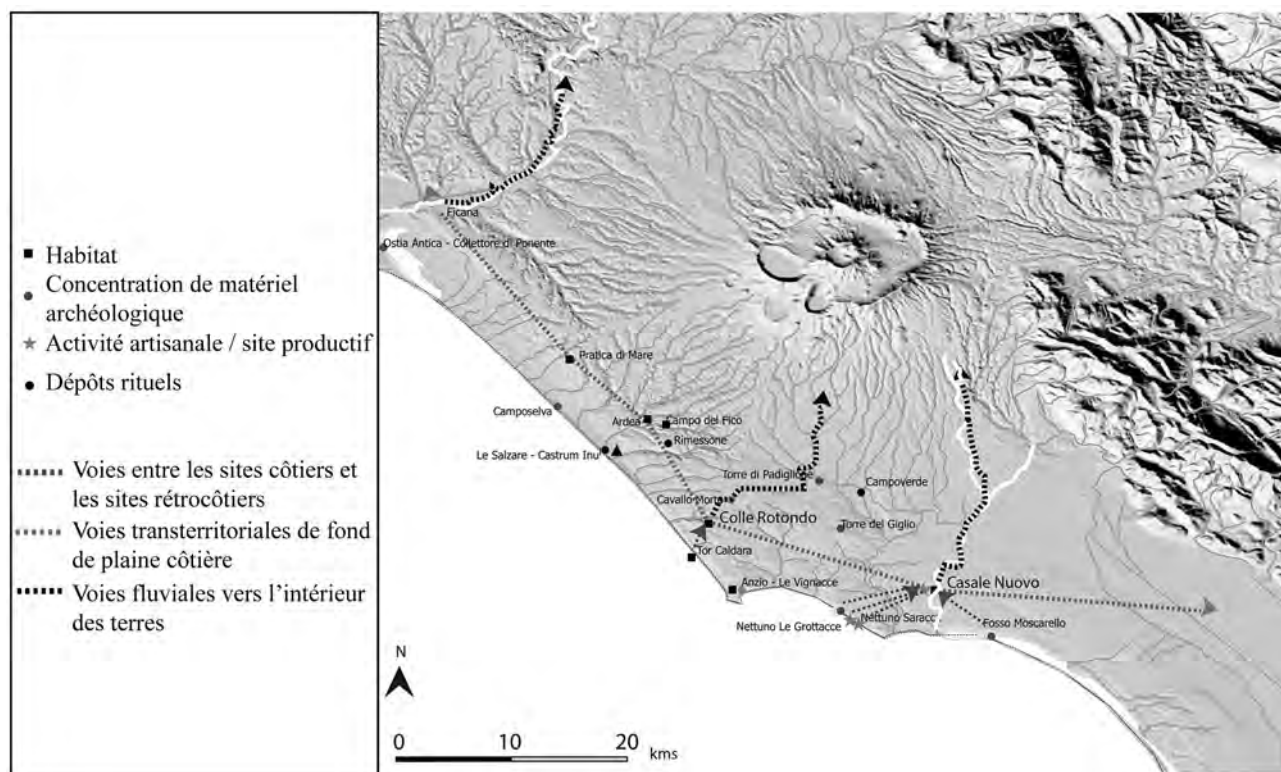 Habitat
Concentration de matériel
archéologique
Activité artisanale / site productif
Dépôts rituels
Voies entre les sites côtiers et
les sites rétrocôtiers
Voies transterritoriales de fond
de plaine côtière
Voies fluviales vers l'intérieur
des terres
Ficana
Ostia Antica - Collettore di Ponente
Pratica di Mare
Camposelva
Ardea
Campo del Fico
Rimessone
Le Salzare - Castrum Inu
Torre di Padiglione
Campoverde
Cavallo Morto
Colle Rotondo
Torre del Giglio
Tor Caldara
Anzio - Le Vignacce
Casale Nuovo
Nettuno Saracc
Nettuno Le Grottacce
Fosso Moscarello
N
0 10 20 kms